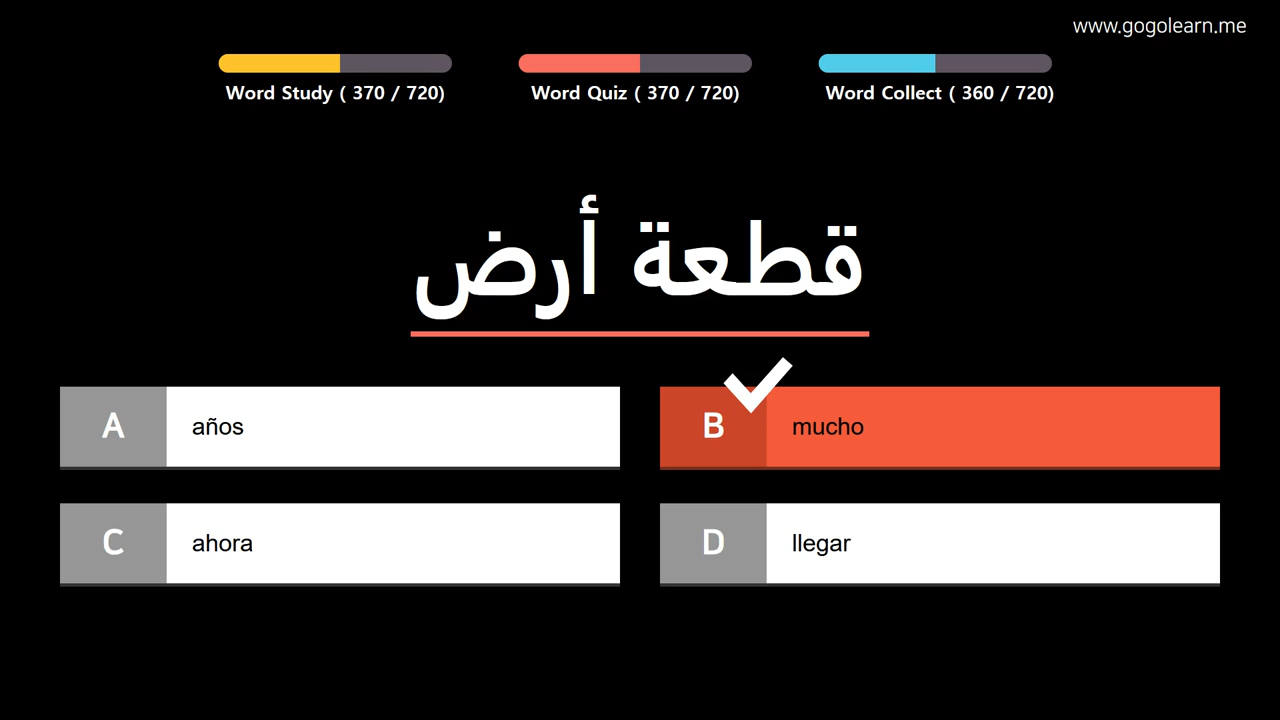 www.gogolearn.me
Word Study ( 370 / 720)
Word Quiz ( 370 / 720)
Word Collect ( 360 / 720)
قطعة أرض
A años
B mucho
C ahora
D llegar